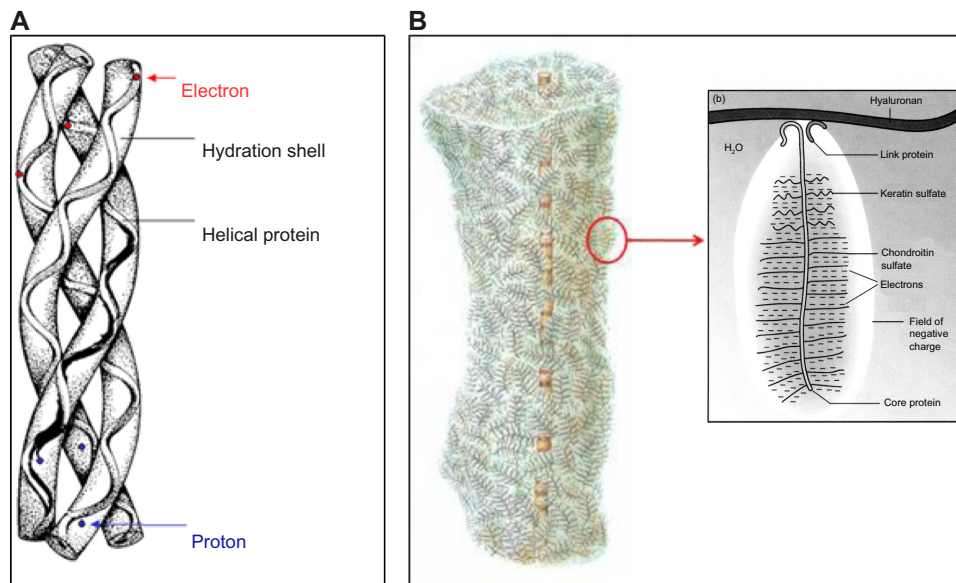 A
Electron
Hydration shell
Helical protein
Proton
B
(b)
Hyaluronan
H₂O
Link protein
Keratin sulfate
Chondroitin
sulfate
Electrons
Field of
negative
charge
Core protein